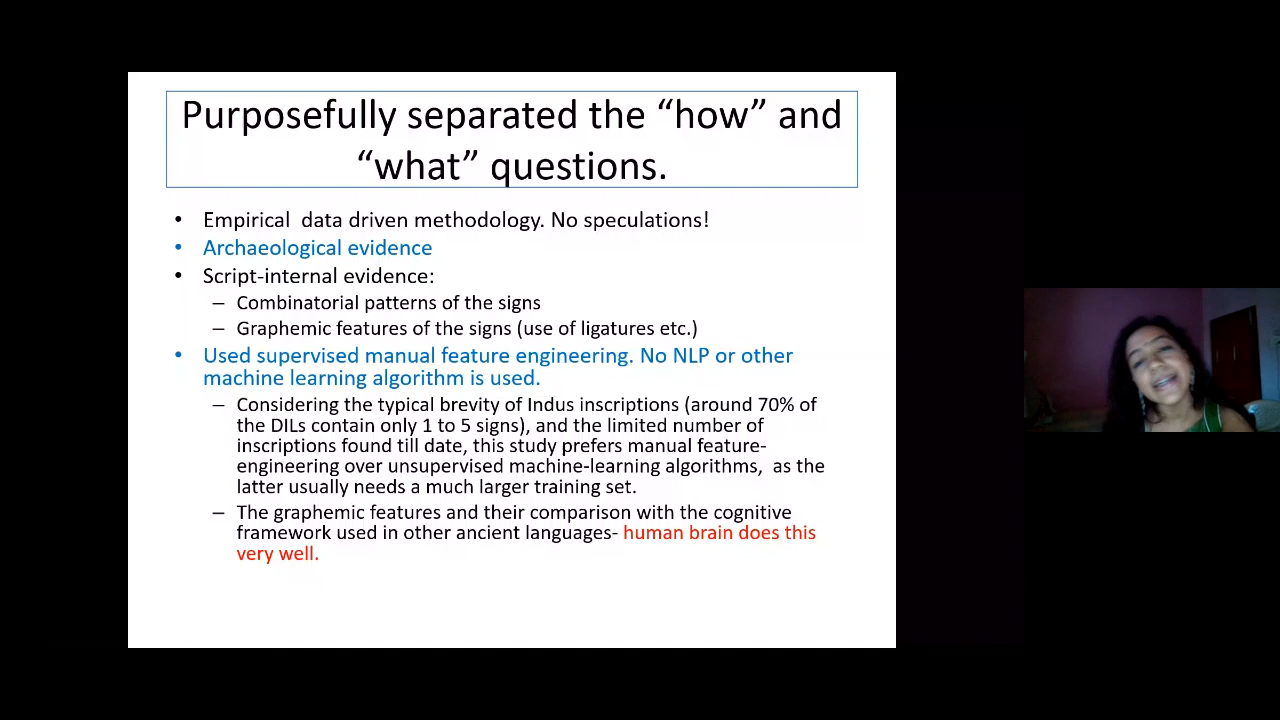 Purposefully separated the “how” and
“what” questions.
• Empirical data driven methodology. No speculations!
• Archaeological evidence
• Script-internal evidence:
– Combinatorial patterns of the signs
– Graphemic features of the signs (use of ligatures etc.)
• Used supervised manual feature engineering. No NLP or other
machine learning algorithm is used.
– Considering the typical brevity of Indus inscriptions (around 70% of
the DILs contain only 1 to 5 signs), and the limited number of
inscriptions found till date, this study prefers manual feature-
engineering over unsupervised machine-learning algorithms, as the
latter usually needs a much larger training set.
– The graphemic features and their comparison with the cognitive
framework used in other ancient languages- human brain does this
very well.